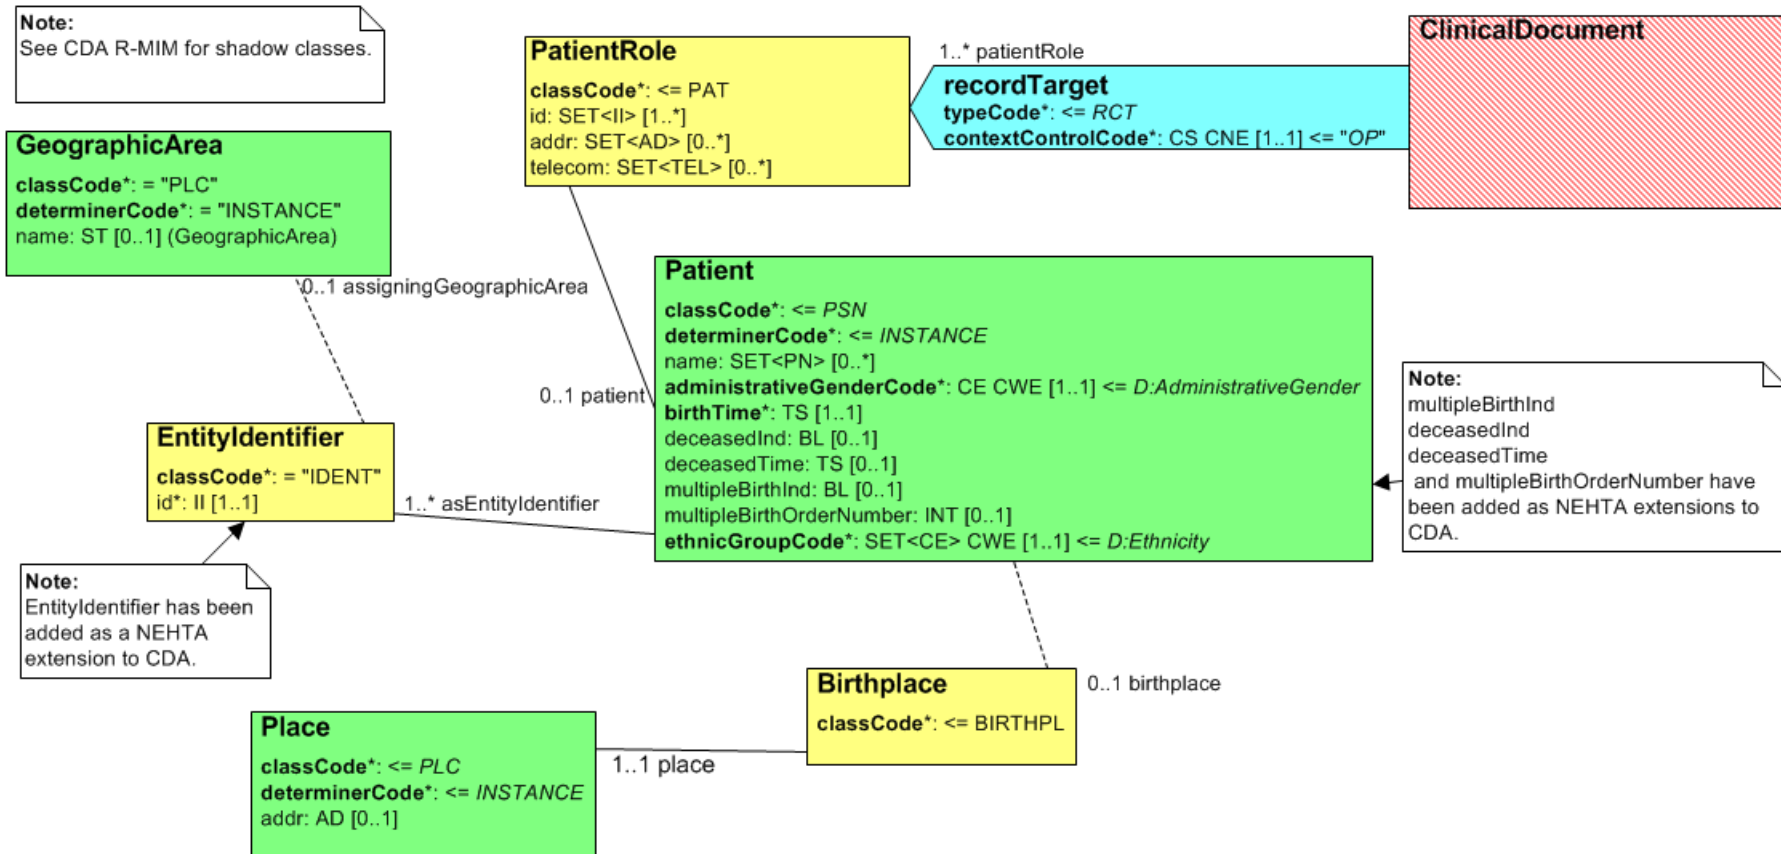 Note:
See CDA R-MIM for shadow classes.
PatientRole
classCode*: <= PAT
id: SET<II> [1..*]
addr: SET<AD> [0..*]
telecom: SET<TEL> [0..*]
1..* patientRole
recordTarget
typeCode*: <= RCT
contextControlCode*: CS CNE [1..1] <= "OP"
ClinicalDocument
GeographicArea
classCode*: = "PLC"
determinerCode*: = "INSTANCE"
name: ST [0..1] (GeographicArea)
0..1 assigningGeographicArea
0..1 patient
Patient
classCode*: <= PSN
determinerCode*: <= INSTANCE
name: SET<PN> [0..*]
administrativeGenderCode*: CE CWE [1..1] <= D:AdministrativeGender
birthTime*: TS [1..1]
deceasedInd: BL [0..1]
deceasedTime: TS [0..1]
multipleBirthInd: BL [0..1]
multipleBirthOrderNumber: INT [0..1]
ethnicGroupCode*: SET<CE> CWE [1..1] <= D:Ethnicity
Note:
multipleBirthInd
deceasedInd
deceasedTime
and multipleBirthOrderNumber have
been added as NEHTA extensions to
CDA.
EntityIdentifier
classCode*: = "IDENT"
id*: II [1..1]
1..* asEntityIdentifier
Note:
EntityIdentifier has been
added as a NEHTA
extension to CDA.
Birthplace
classCode*: <= BIRTHPL
0..1 birthplace
Place
classCode*: <= PLC
determinerCode*: <= INSTANCE
addr: AD [0..1]
1..1 place